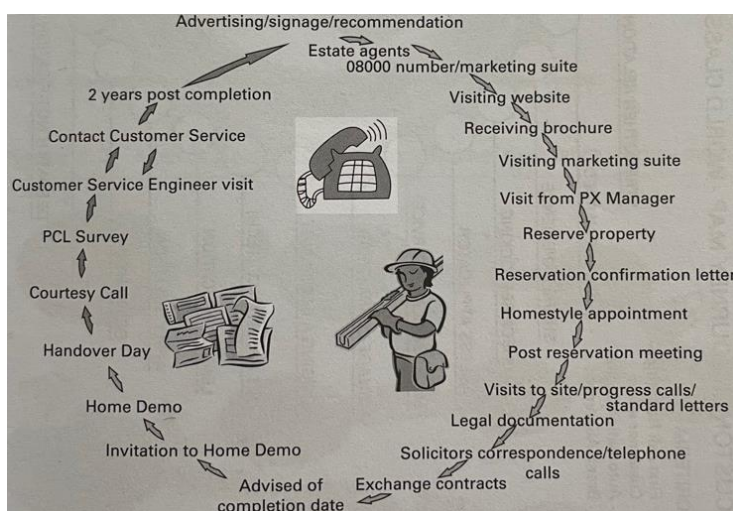 Advertising/signage/recommendation
Estate agents
08000 number/marketing suite
Visiting website
Receiving brochure
Visiting marketing suite
Visit from PX Manager
Reserve property
Reservation confirmation letter
Homestyle appointment
Post reservation meeting
Visits to site/progress calls/
standard letters
Legal documentation
Solicitors correspondence/telephone
calls
Exchange contracts
Advised of
completion date
Invitation to Home Demo
Home Demo
Handover Day
Courtesy Call
PCL Survey
Customer Service Engineer visit
Contact Customer Service
2 years post completion